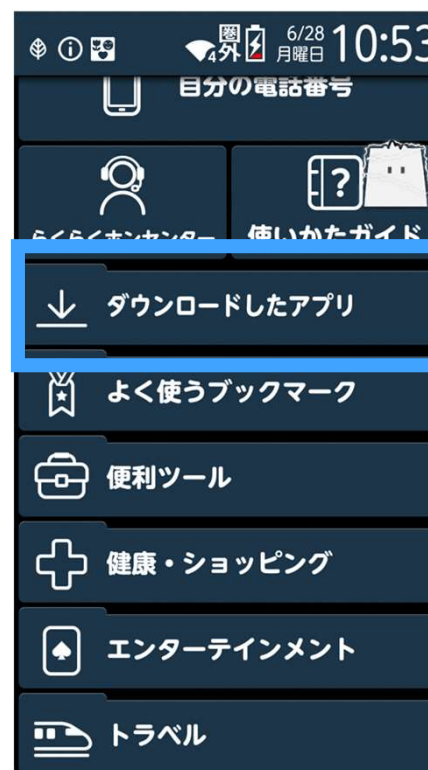 4 圏外 6/28 月曜日 10:53
自分の電話番号
らくらくホンセンター 使いかたガイド
ダウンロードしたアプリ
よく使うブックマーク
便利ツール
健康・ショッピング
エンターテインメント
トラベル